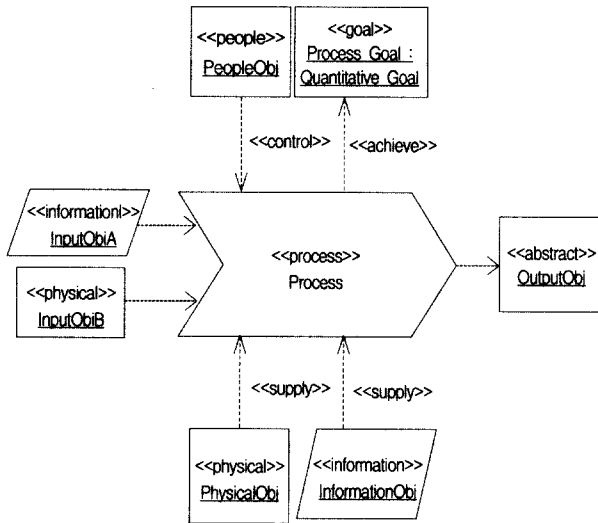 <<people>>
PeopleObj
<<goal>>
Process Goal :
Quantitative Goal
<<control>>
<<achieve>>
<<information>>
InputObjA
<<physical>>
InputObjB
<<process>>
Process
<<abstract>>
OutputObj
<<supply>>
<<supply>>
<<physical>>
PhysicalObj
<<information>>
InformationObj